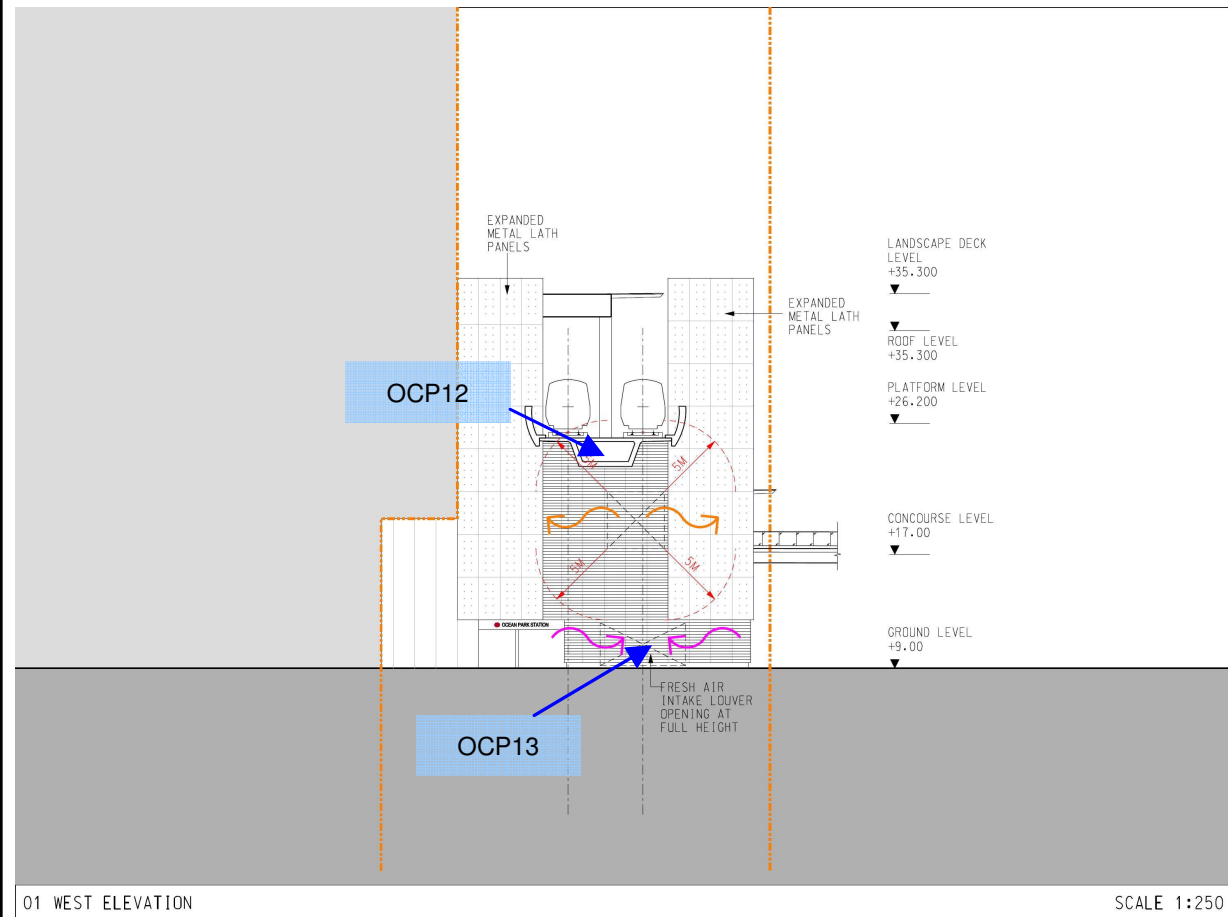 EXPANDED
METAL LATH
PANELS
LANDSCAPE DECK
LEVEL
+35.300
EXPANDED
METAL LATH
PANELS
ROOF LEVEL
+35.300
OCP12
PLATFORM LEVEL
+26.200
5M
5M
CONCOURSE LEVEL
+17.00
5M
5M
OCEAN PARK STATION
GROUND LEVEL
+9.00
FRESH AIR
INTAKE LOUVER
OPENING AT
FULL HEIGHT
OCP13
01 WEST ELEVATION
SCALE 1:250